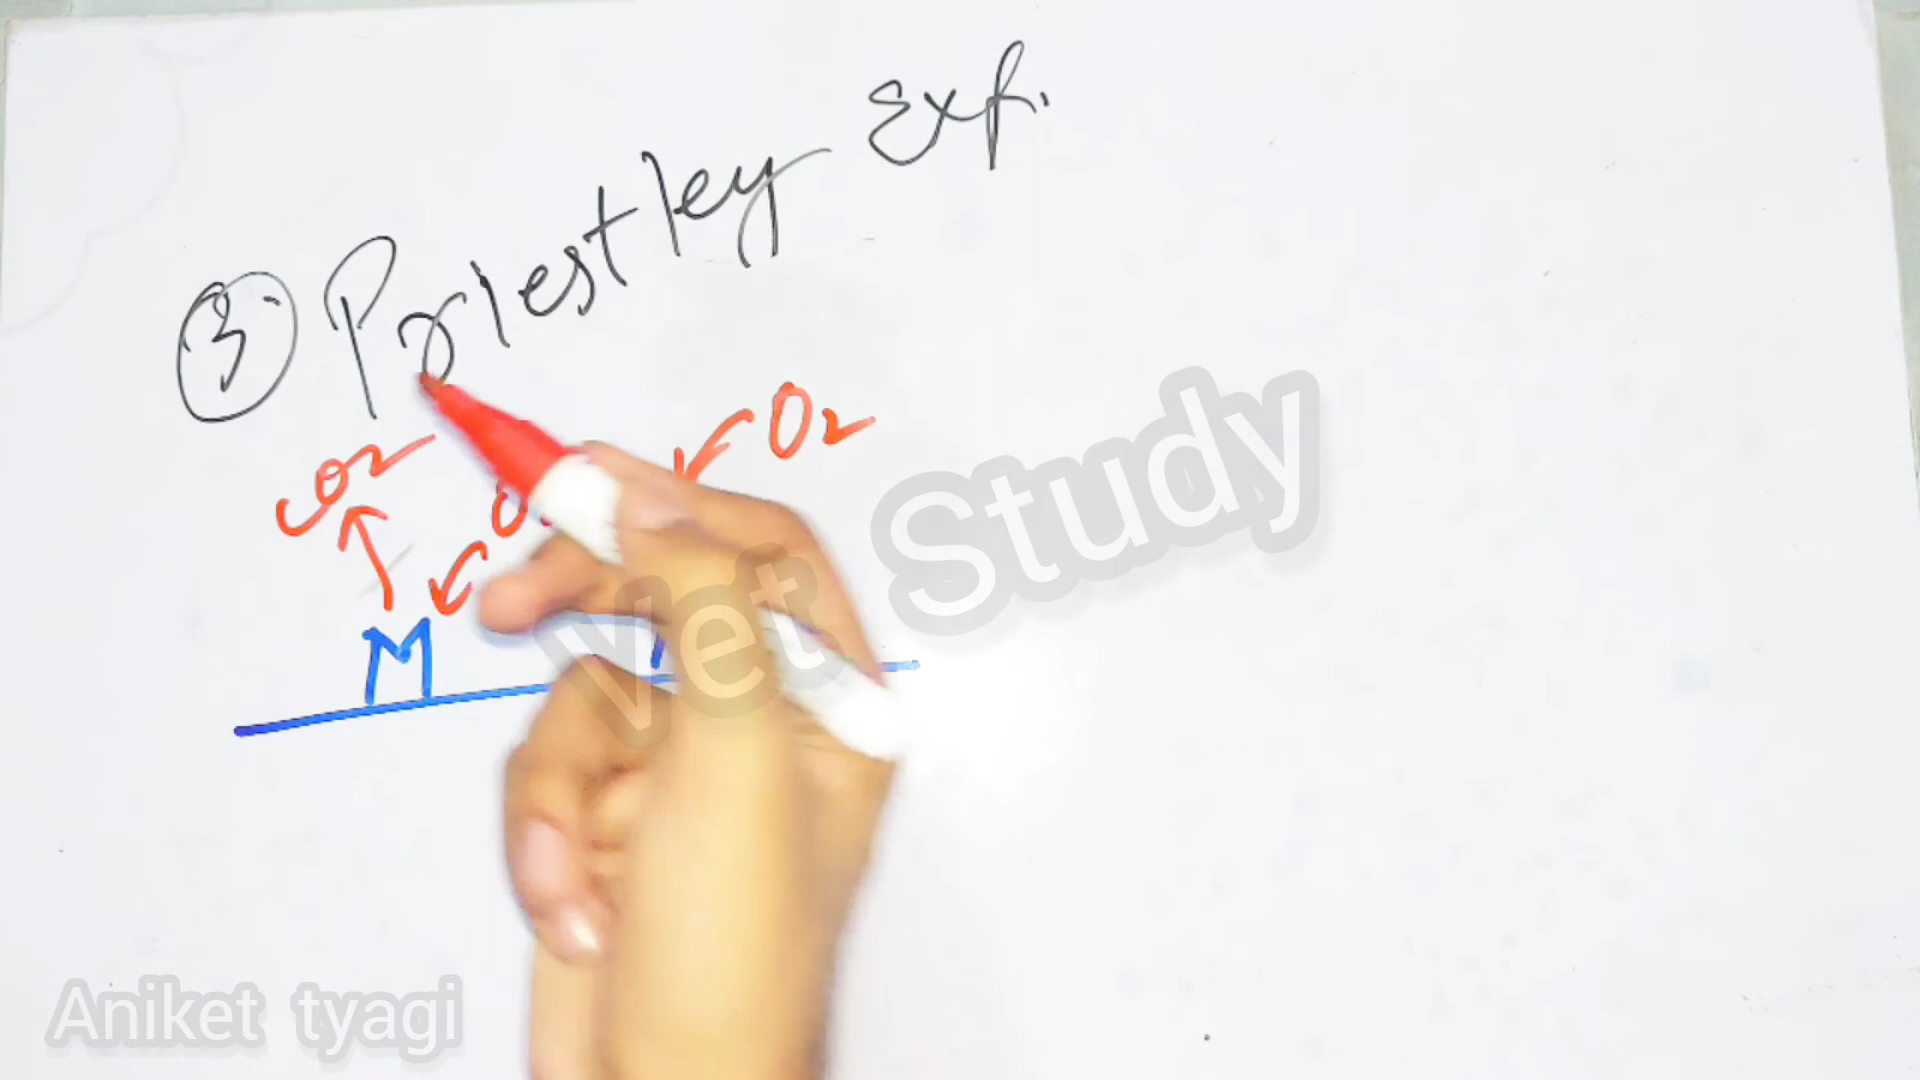 ③ Priestley Exp.
CO2 O2
M
Vet Study
Aniket tyagi